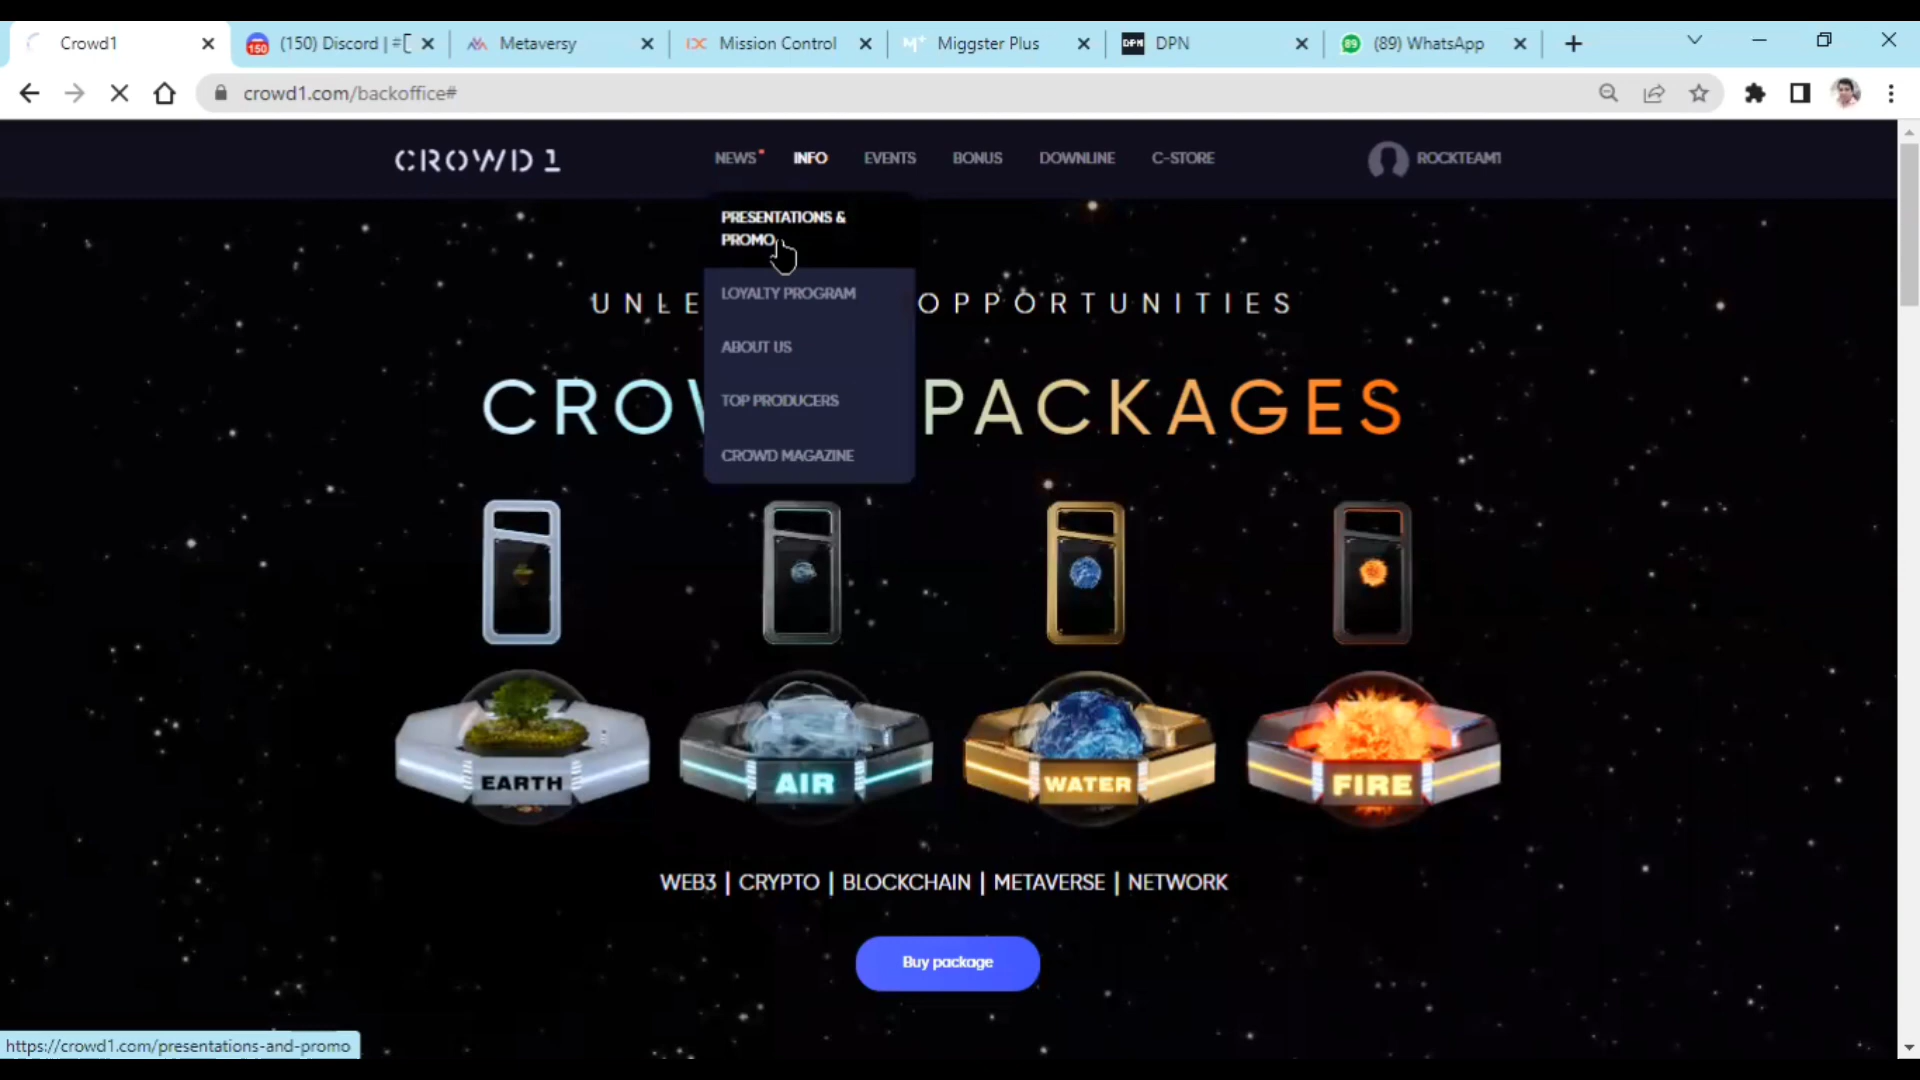 Crowd1
(150) Discord | #
Metaversy
Mission Control
Miggster Plus
DPN
(89) WhatsApp
crowd1.com/backoffice#
CROWD 1
NEWS
INFO
EVENTS
BONUS
DOWNLINE
C-STORE
ROCKTEAM1
PRESENTATIONS &
PROMO
LOYALTY PROGRAM
ABOUT US
TOP PRODUCERS
CROWD MAGAZINE
UNLE OPPORTUNITIES
CROW PACKAGES
EARTH
AIR
WATER
FIRE
WEB3 | CRYPTO | BLOCKCHAIN | METAVERSE | NETWORK
Buy package
https://crowd1.com/presentations-and-promo